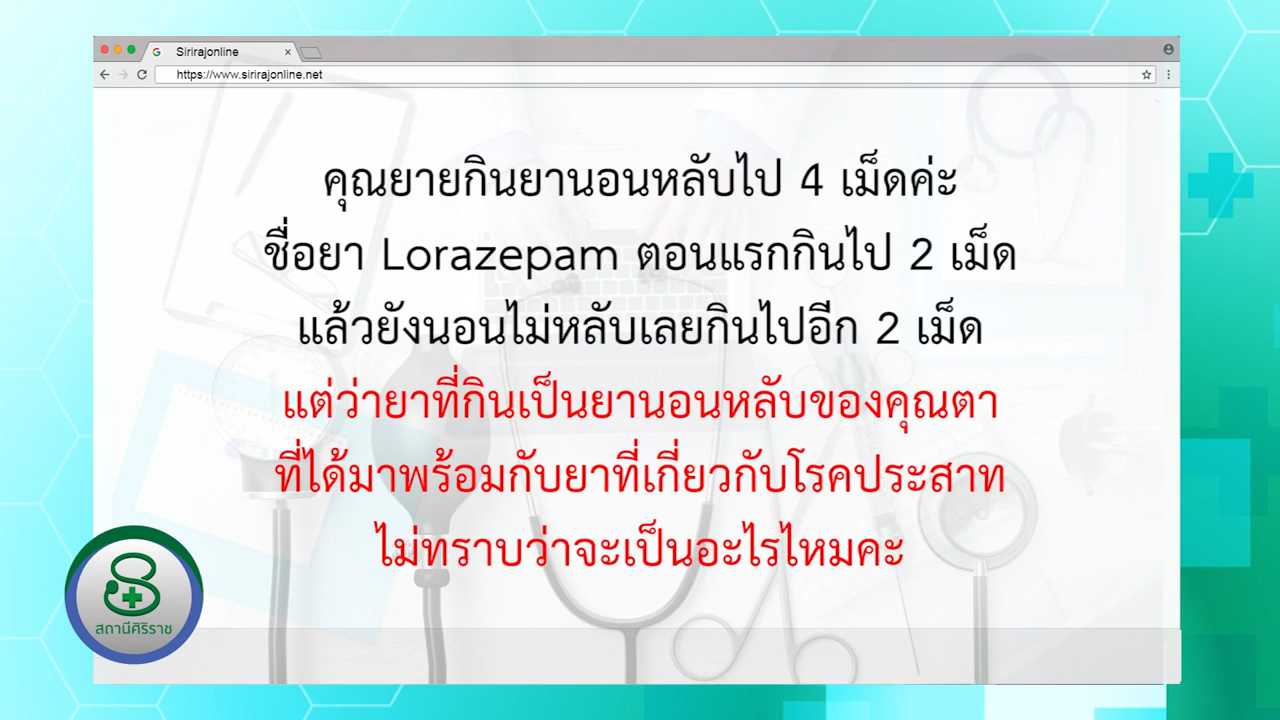 Sirirajonline
https://www.sirirajonline.net
คุณยายกินยานอนหลับไป 4 เม็ดค่ะ
ชื่อยา Lorazepam ตอนแรกกินไป 2 เม็ด
แล้วยังนอนไม่หลับเลยกินไปอีก 2 เม็ด
แต่ว่ายาที่กินเป็นยานอนหลับของคุณตา
ที่ได้มาพร้อมกับยาที่เกี่ยวกับโรคประสาท
ไม่ทราบว่าจะเป็นอะไรไหมคะ
สถานีศิริราช